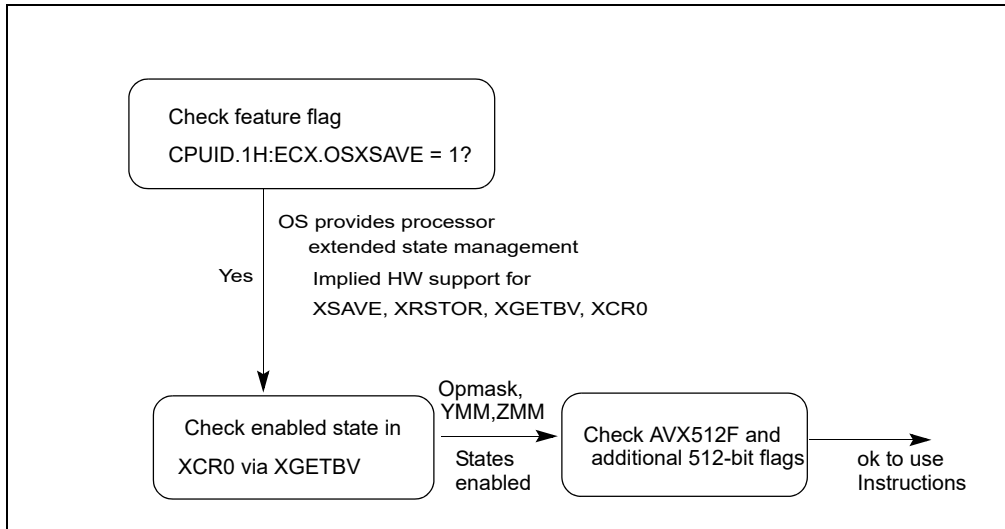 Check feature flag
CPUID.1H:ECX.OSXSAVE = 1?
OS provides processor
extended state management
Yes
Implied HW support for
XSAVE, XRSTOR, XGETBV, XCR0
Check enabled state in
XCR0 via XGETBV
Opmask,
YMM,ZMM
States
enabled
Check AVX512F and
additional 512-bit flags
ok to use
Instructions